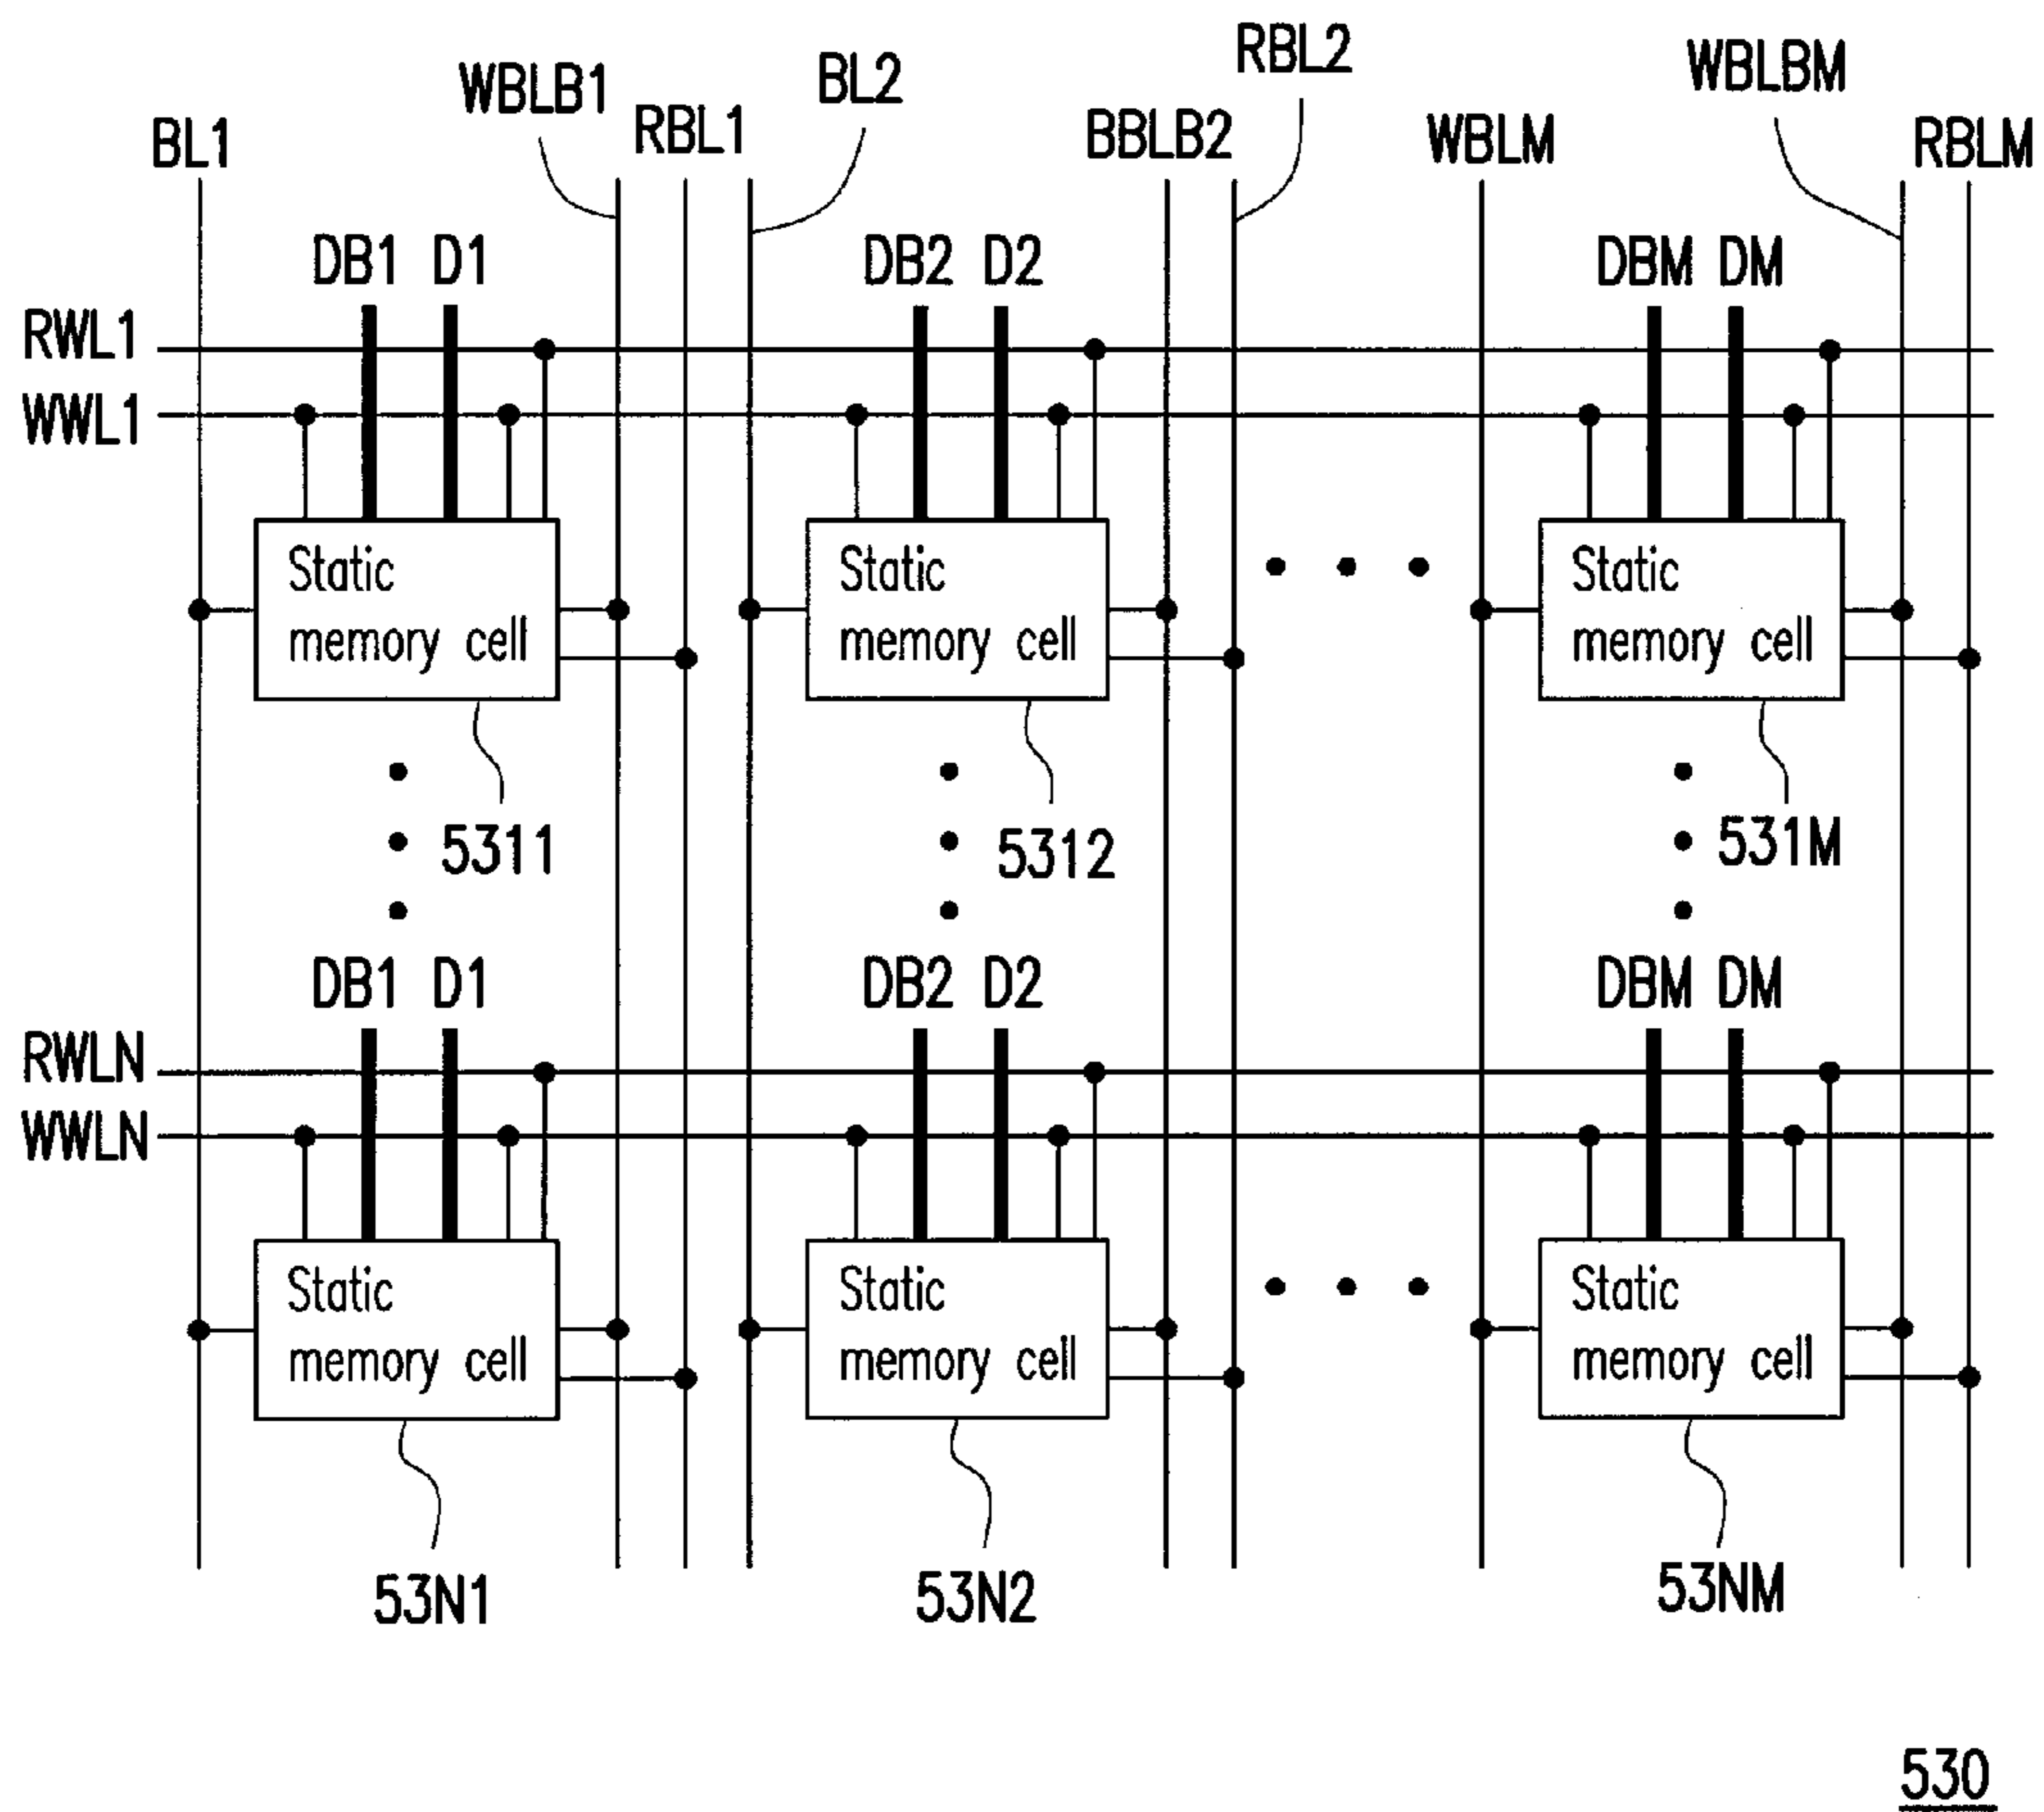 RBL2
WBLBM
BL2
WBLB1
RBL1
BBLB2
WBLM
RBLM
BL1
DB1 D1
DB2 D2
DBM DM
RWL1
WWL1
Static
memory cell
Static
memory cell
Static
memory cell
5311
5312
531M
DB1 D1
DB2 D2
DBM DM
RWLN
WWLN
Static
memory cell
Static
memory cell
Static
memory cell
53N1
53N2
53NM
530